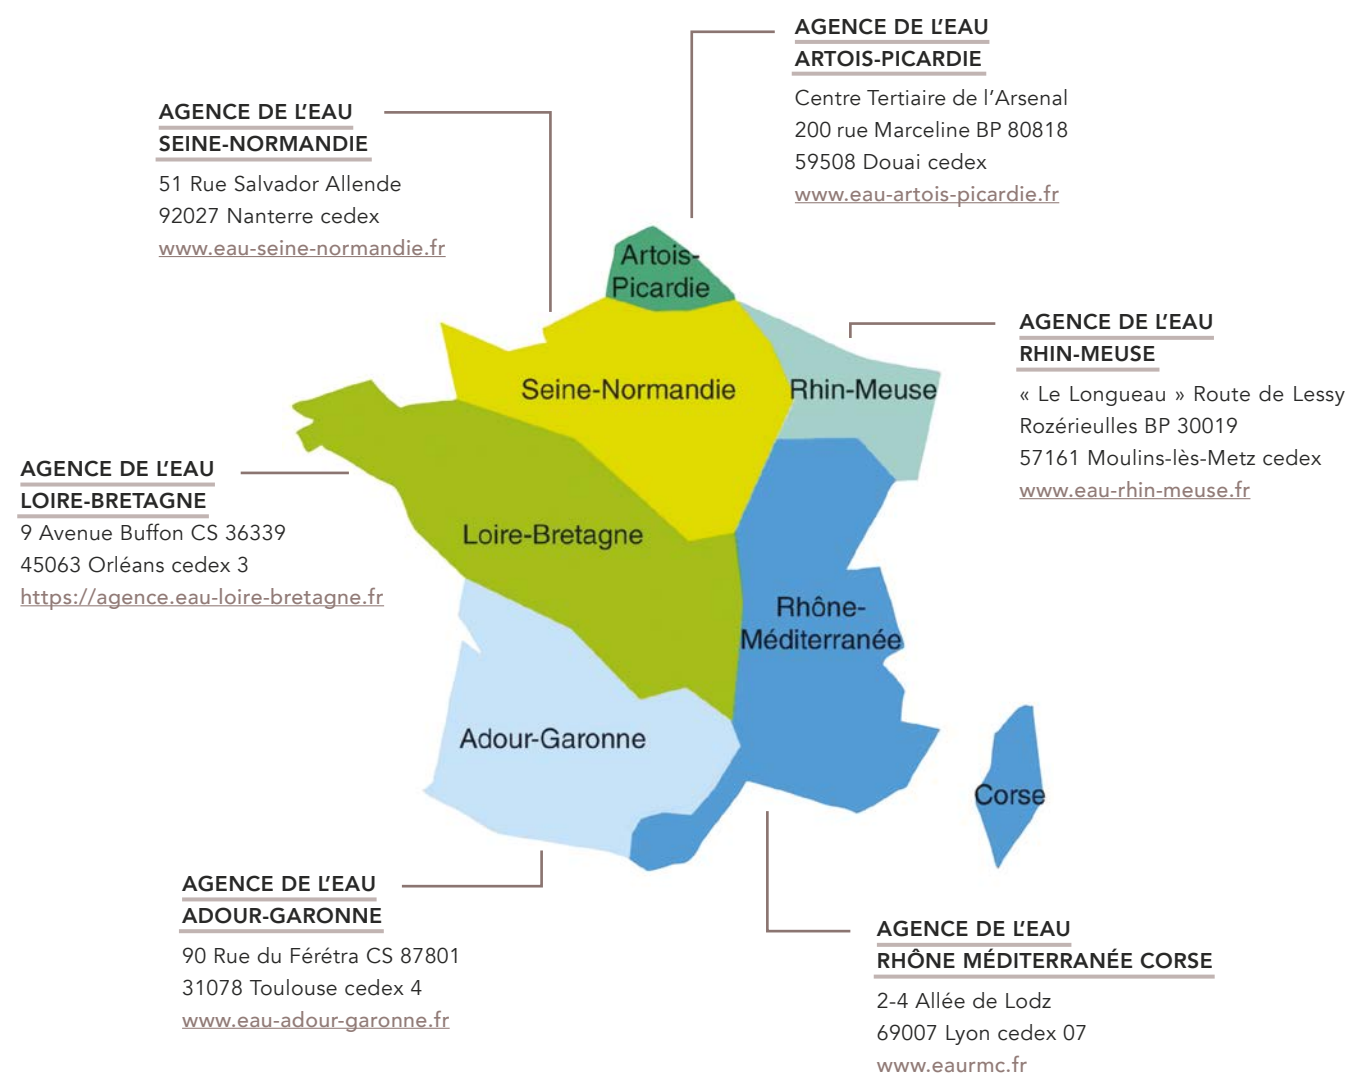 AGENCE DE L'EAU
ARTOIS-PICARDIE
Centre Tertiaire de l'Arsenal
200 rue Marceline BP 80818
59508 Douai cedex
www.eau-artois-picardie.fr
AGENCE DE L'EAU
SEINE-NORMANDIE
51 Rue Salvador Allende
92027 Nanterre cedex
www.eau-seine-normandie.fr
Artois-
Picardie
AGENCE DE L'EAU
RHIN-MEUSE
« Le Longueau » Route de Lessy
Rozérieulles BP 30019
57161 Moulins-lès-Metz cedex
www.eau-rhin-meuse.fr
Seine-Normandie
Rhin-Meuse
AGENCE DE L'EAU
LOIRE-BRETAGNE
9 Avenue Buffon CS 36339
45063 Orléans cedex 3
https://agence.eau-loire-bretagne.fr
Loire-Bretagne
Rhône-
Méditerranée
Adour-Garonne
Corse
AGENCE DE L'EAU
ADOUR-GARONNE
90 Rue du Férétra CS 87801
31078 Toulouse cedex 4
www.eau-adour-garonne.fr
AGENCE DE L'EAU
RHÔNE MÉDITERRANÉE CORSE
2-4 Allée de Lodz
69007 Lyon cedex 07
www.eaurmc.fr